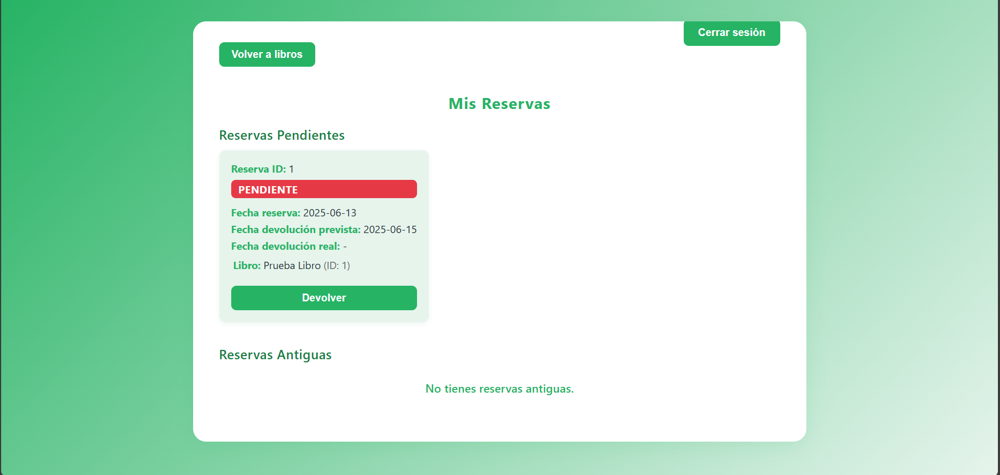 Cerrar sesión
Volver a libros
Mis Reservas
Reservas Pendientes
Reserva ID: 1
PENDIENTE
Fecha reserva: 2025-06-13
Fecha devolución prevista: 2025-06-15
Fecha devolución real: -
Libro: Prueba Libro (ID: 1)
Devolver
Reservas Antiguas
No tienes reservas antiguas.